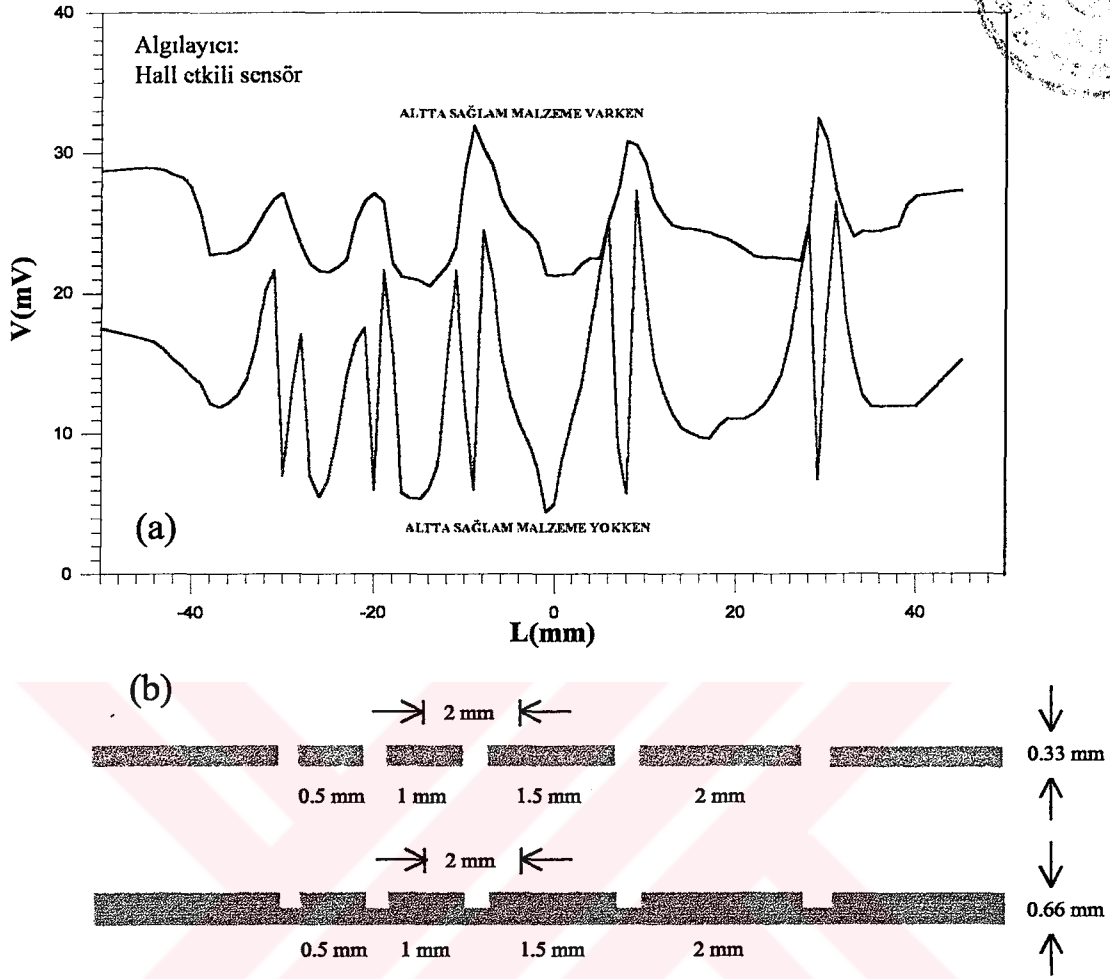 40
30
20
10
0
V(mV)
Algılayıcı:
Hall etkili sensör
ALTTA SAĞLAM MALZEME VARKEN
ALTTA SAĞLAM MALZEME YOKKEN
(a)
-40 -20 0 20 40
L(mm)
(b)
2 mm
0.33 mm
0.5 mm 1 mm 1.5 mm 2 mm
2 mm
0.66 mm
0.5 mm 1 mm 1.5 mm 2 mm